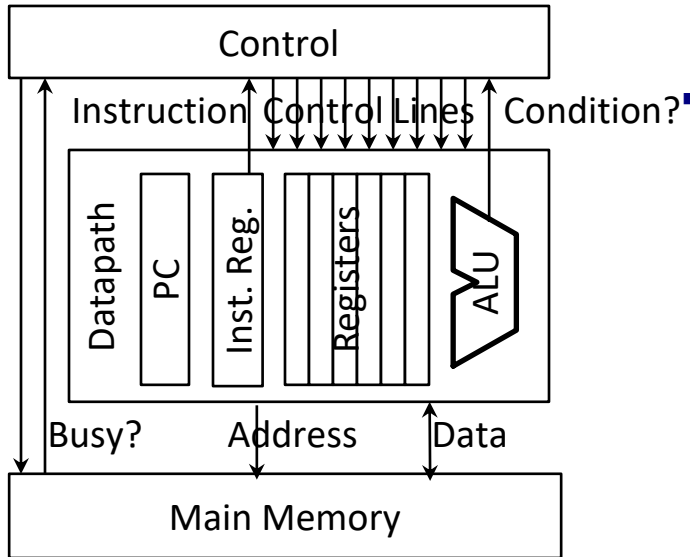 Control
Instruction Control Lines Condition?
Datapath
PC
Inst. Reg.
Registers
ALU
Busy? Address Data
Main Memory